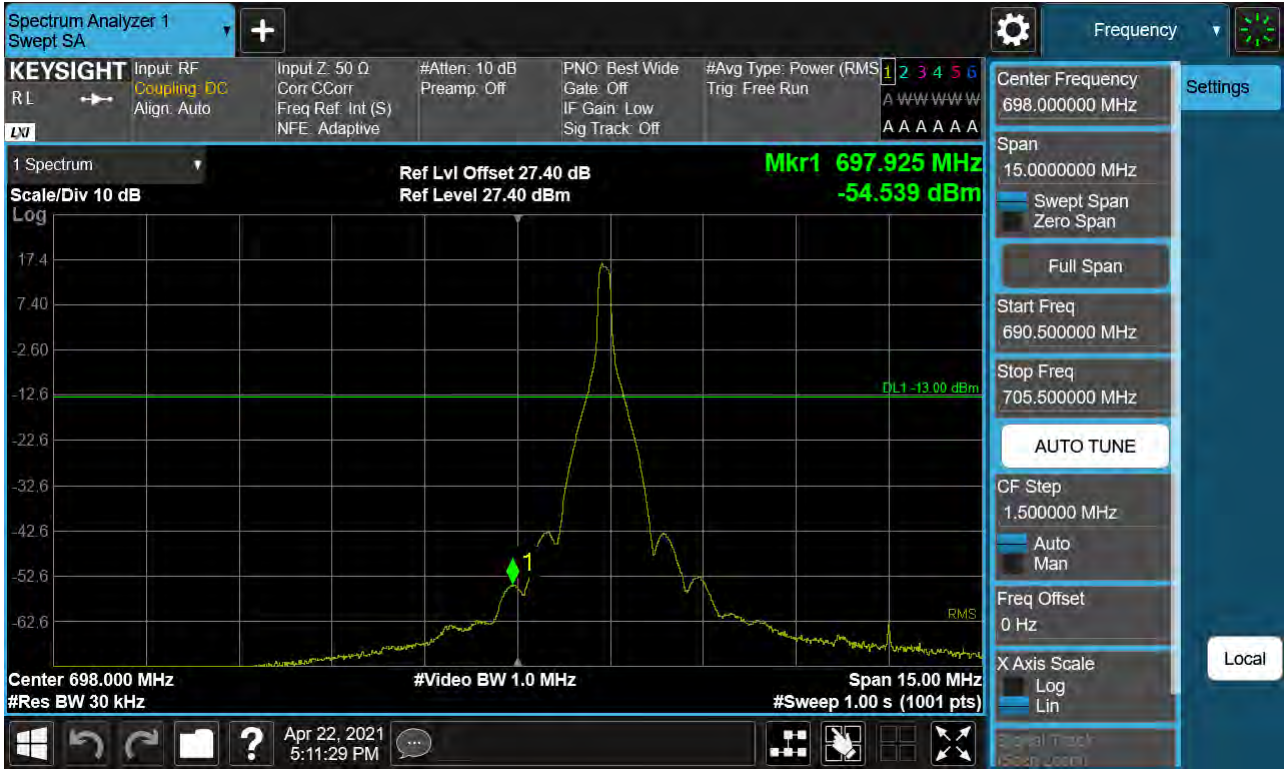 Spectrum Analyzer 1
Swept SA
+
Frequency
KEYSIGHT
R L
LXI
Input: RF
Coupling: DC
Align: Auto
Input Z: 50 Ω
Corr CCorr
Freq Ref: Int (S)
NFE: Adaptive
#Atten: 10 dB
Preamp: Off
PNO: Best Wide
Gate: Off
IF Gain: Low
Sig Track: Off
#Avg Type: Power (RMS
Trig: Free Run
1 2 3 4 5 6
A W W W W W
A A A A A A
1 Spectrum
Scale/Div 10 dB
Ref Lvl Offset 27.40 dB
Ref Level 27.40 dBm
Mkr1 697.925 MHz
-54.539 dBm
Log
17.4
7.40
-2.60
-12.6
-22.6
-32.6
-42.6
-52.6
-62.6
DL1 -13.00 dBm
1
RMS
Center 698.000 MHz
#Video BW 1.0 MHz
Span 15.00 MHz
#Res BW 30 kHz
#Sweep 1.00 s (1001 pts)
Center Frequency
698.000000 MHz
Span
15.0000000 MHz
Swept Span
Zero Span
Full Span
Start Freq
690.500000 MHz
Stop Freq
705.500000 MHz
AUTO TUNE
CF Step
1.500000 MHz
Auto
Man
Freq Offset
0 Hz
X Axis Scale
Log
Lin
Signal Track
(Span Zoom)
Settings
Local
?
Apr 22, 2021
5:11:29 PM